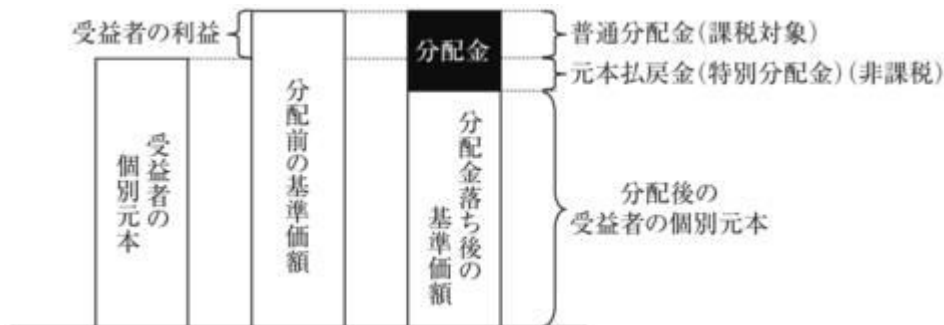 受益者の利益
分配金
普通分配金(課税対象)
元本払戻金(特別分配金)(非課税)
受益者の
個別元本
分配前の基準価額
分配金落ち後の
基準価額
分配後の
受益者の個別元本